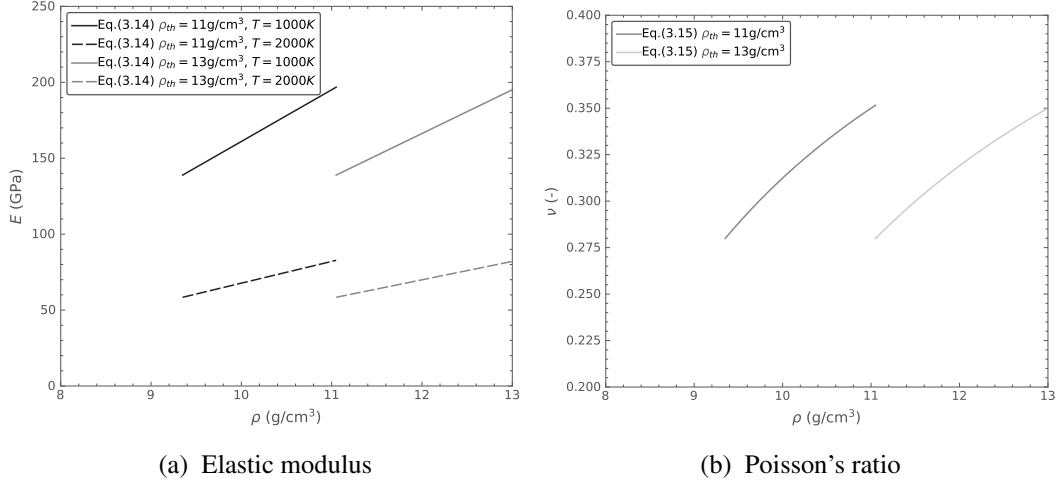 Eq.(3.14) ρth = 11g/cm³, T = 1000K
Eq.(3.14) ρth = 11g/cm³, T = 2000K
Eq.(3.14) ρth = 13g/cm³, T = 1000K
Eq.(3.14) ρth = 13g/cm³, T = 2000K
250
200
150
100
50
0
E (GPa)
8 9 10 11 12 13
ρ (g/cm³)
(a) Elastic modulus
Eq.(3.15) ρth = 11g/cm³
Eq.(3.15) ρth = 13g/cm³
0.400
0.375
0.350
0.325
0.300
0.275
0.250
0.225
0.200
ν (-)
8 9 10 11 12 13
ρ (g/cm³)
(b) Poisson’s ratio